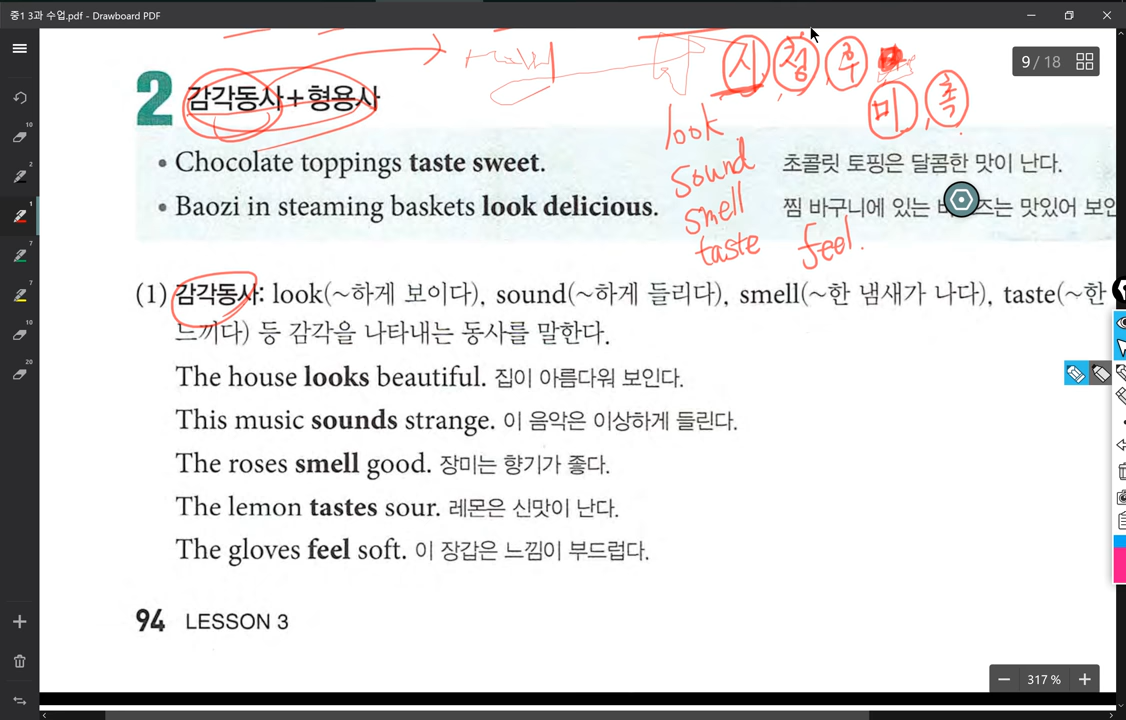 중1 3과 수업.pdf - Drawboard PDF
9 / 18
시 청 후
미 촉
2 감각동사+형용사
look
• Chocolate toppings taste sweet. 초콜릿 토핑은 달콤한 맛이 난다.
sound
• Baozi in steaming baskets look delicious. 찜 바구니에 있는 는 맛있어 보인
smell
taste feel.
(1) 감각동사: look(~하게 보이다), sound(~하게 들리다), smell(~한 냄새가 나다), taste(~한
느끼다) 등 감각을 나타내는 동사를 말한다.
The house looks beautiful. 집이 아름다워 보인다.
This music sounds strange. 이 음악은 이상하게 들린다.
The roses smell good. 장미는 향기가 좋다.
The lemon tastes sour. 레몬은 신맛이 난다.
The gloves feel soft. 이 장갑은 느낌이 부드럽다.
94 LESSON 3
317 %
10
2
1
7
7
10
20